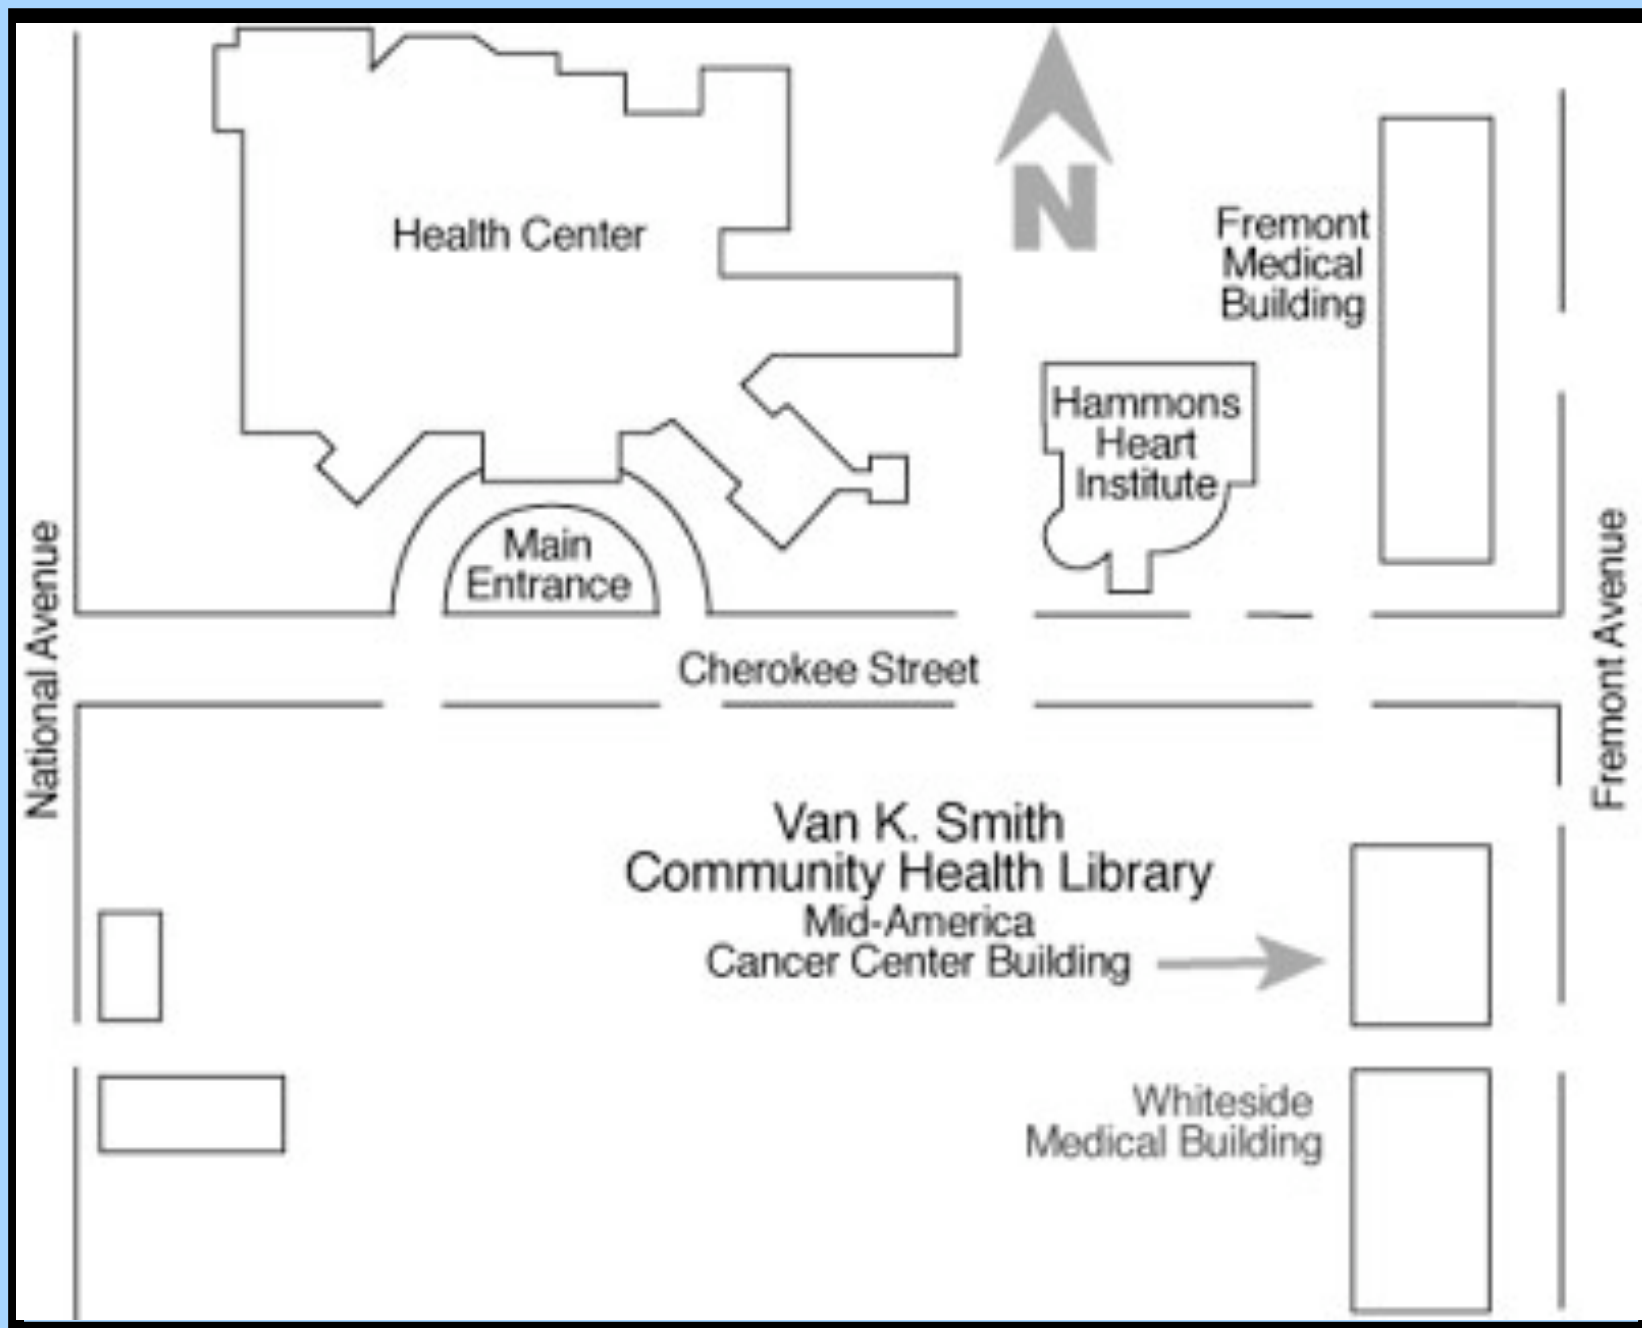 N
Health Center
Fremont
Medical
Building
Hammons
Heart
Institute
Main
Entrance
National Avenue
Cherokee Street
Fremont Avenue
Van K. Smith
Community Health Library
Mid-America
Cancer Center Building
Whiteside
Medical Building